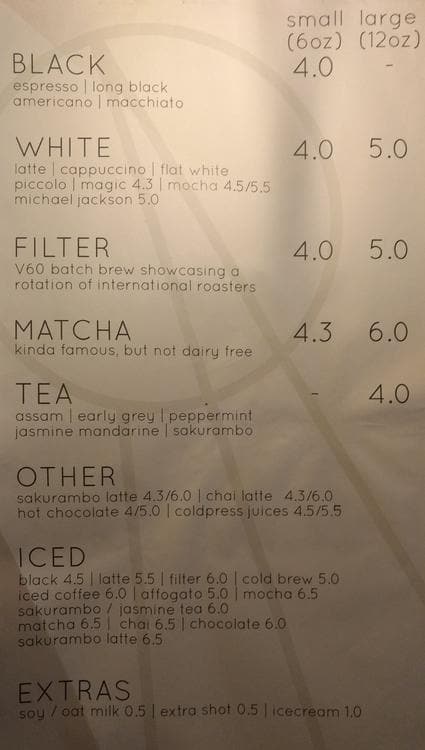 small large
(6oz) (12oz)
BLACK 4.0 -
espresso | long black
americano | macchiato
WHITE 4.0 5.0
latte | cappuccino | flat white
piccolo | magic 4.3 | mocha 4.5/5.5
michael jackson 5.0
FILTER 4.0 5.0
V60 batch brew showcasing a
rotation of international roasters
MATCHA 4.3 6.0
kinda famous, but not dairy free
TEA - 4.0
assam | early grey | peppermint
jasmine mandarine | sakurambo
OTHER
sakurambo latte 4.3/6.0 | chai latte 4.3/6.0
hot chocolate 4/5.0 | coldpress juices 4.5/5.5
ICED
black 4.5 | latte 5.5 | filter 6.0 | cold brew 5.0
iced coffee 6.0 | affogato 5.0 | mocha 6.5
sakurambo / jasmine tea 6.0
matcha 6.5 | chai 6.5 | chocolate 6.0
sakurambo latte 6.5
EXTRAS
soy / oat milk 0.5 | extra shot 0.5 | icecream 1.0